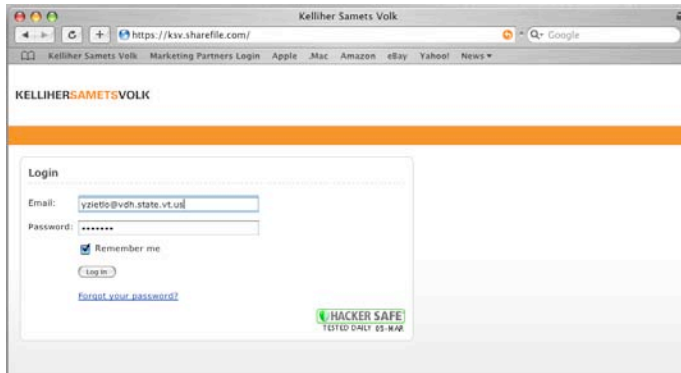 Kelliher Samets Volk
https://ksv.sharefile.com/
Google
Kelliher Samets Volk Marketing Partners Login Apple .Mac Amazon eBay Yahoo! News
KELLIHERSAMETSVOLK
Login
Email: yzietlo@vdh.state.vt.us
Password: •••••••
Remember me
Log In
Forgot your password?
HACKER SAFE
TESTED DAILY 05-MAR